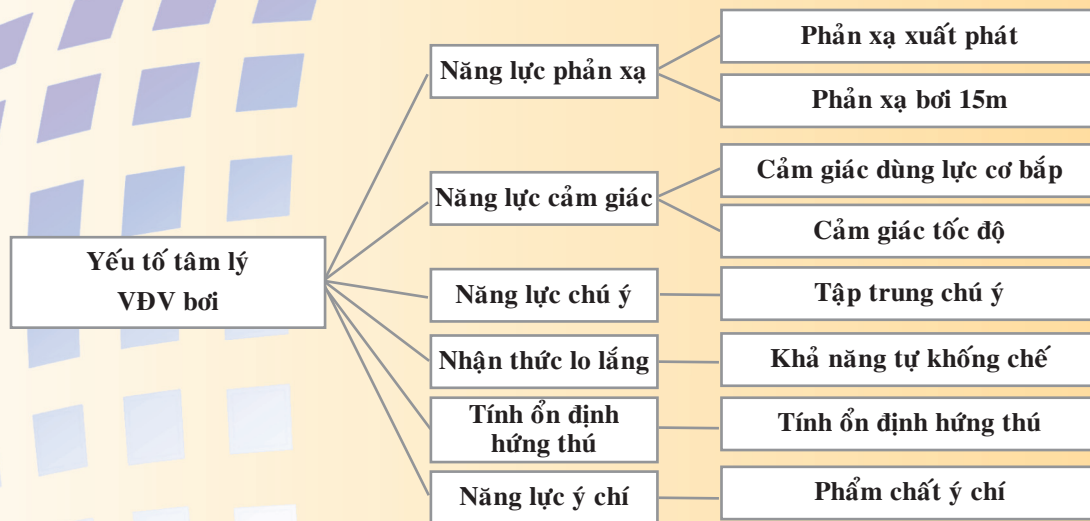 Yếu tố tâm lý
VĐV bơi
Năng lực phản xạ
Phản xạ xuất phát
Phản xạ bơi 15m
Năng lực cảm giác
Cảm giác dùng lực cơ bắp
Cảm giác tốc độ
Năng lực chú ý
Tập trung chú ý
Nhận thức lo lắng
Khả năng tự khống chế
Tính ổn định
hứng thú
Tính ổn định hứng thú
Năng lực ý chí
Phẩm chất ý chí